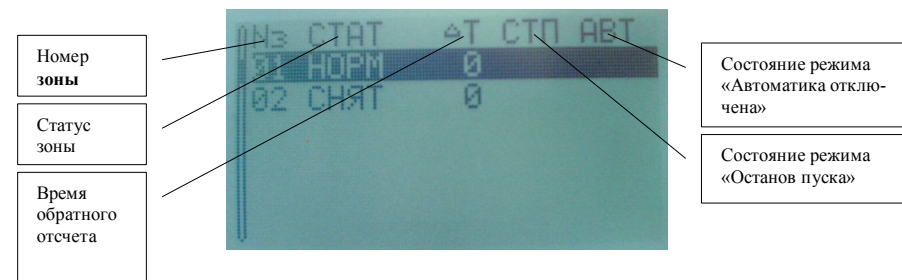 Номер
зоны
Статус
зоны
Время
обратного
отсчета
Nз СТАТ ΔТ СТП АВТ
01 НОРМ 0
02 СНЯТ 0
Состояние режима
«Автоматика отклю-
чена»
Состояние режима
«Останов пуска»